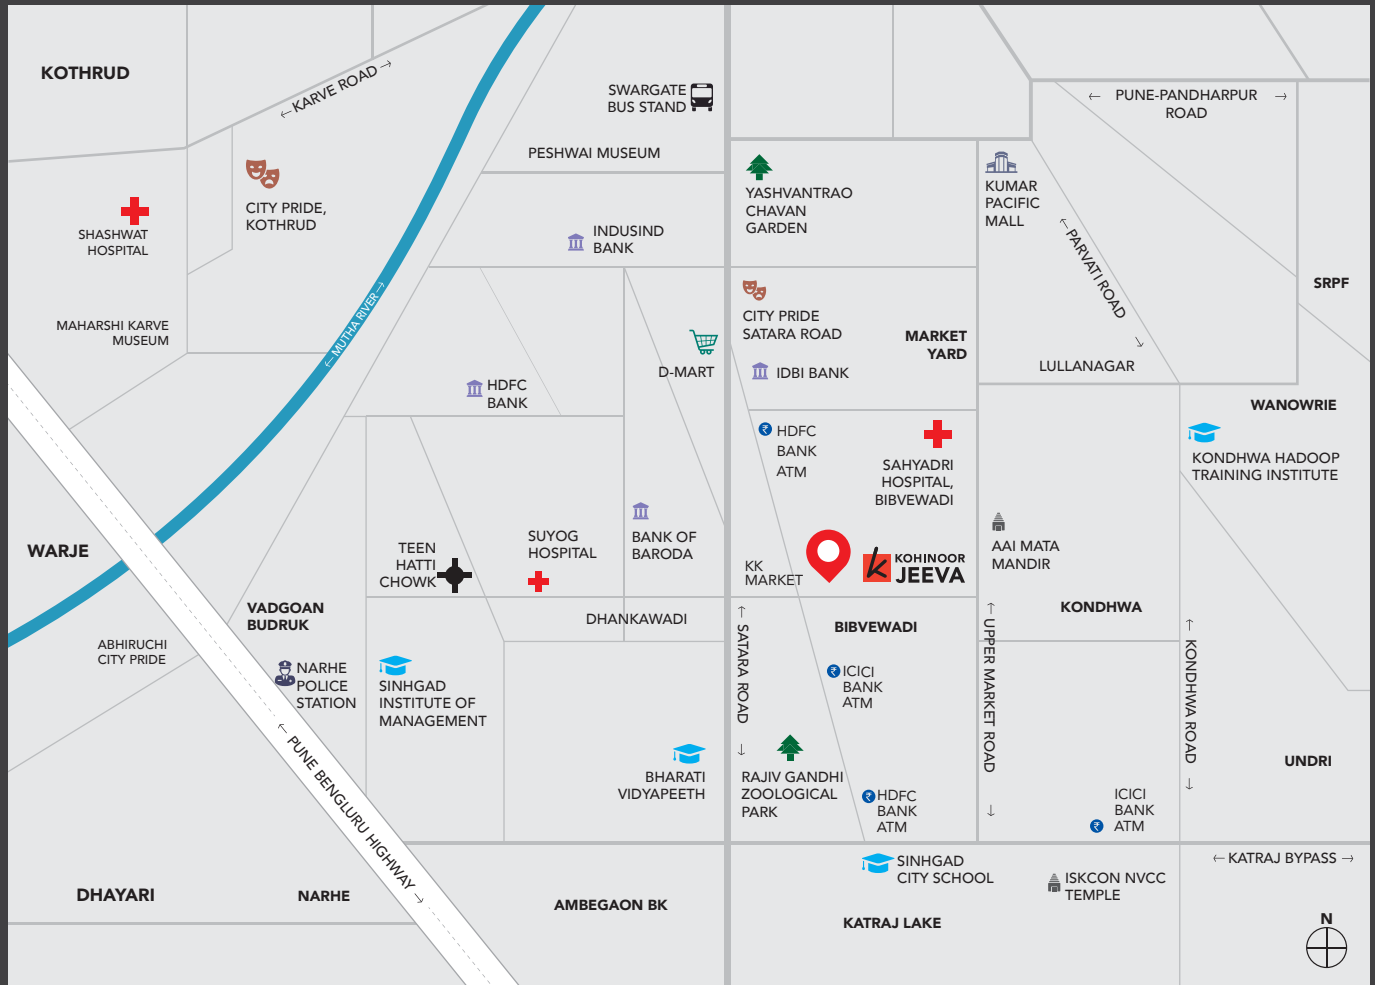 KOTHRUD
← KARVE ROAD →
SWARGATE
BUS STAND
← PUNE-PANDHARPUR →
ROAD
PESHWAI MUSEUM
CITY PRIDE,
KOTHRUD
SHASHWAT
HOSPITAL
INDUSIND
BANK
YASHVANTRAO
CHAVAN
GARDEN
KUMAR
PACIFIC
MALL
← PARVATI ROAD →
SRPF
MAHARSHI KARVE
MUSEUM
← MUTHA RIVER →
CITY PRIDE
SATARA ROAD
MARKET
YARD
D-MART
IDBI BANK
LULLANAGAR
HDFC
BANK
WANOWRIE
₹ HDFC
BANK
ATM
SAHYADRI
HOSPITAL,
BIBVEWADI
KONDHWA HADOOP
TRAINING INSTITUTE
WARJE
TEEN
HATTI
CHOWK
SUYOG
HOSPITAL
BANK OF
BARODA
KK
MARKET
k KOHINOOR
JEEVA
AAI MATA
MANDIR
VADGOAN
BUDRUK
DHANKAWADI
BIBVEWADI
KONDHWA
← SATARA ROAD →
← UPPER MARKET ROAD →
← KONDHWA ROAD →
ABHIRUCHI
CITY PRIDE
NARHE
POLICE
STATION
SINHGAD
INSTITUTE OF
MANAGEMENT
₹ ICICI
BANK
ATM
← PUNE BENGLURU HIGHWAY →
BHARATI
VIDYAPEETH
RAJIV GANDHI
ZOOLOGICAL
PARK
UNDRI
₹ HDFC
BANK
ATM
ICICI
BANK
₹ ATM
DHAYARI
NARHE
AMBEGAON BK
SINHGAD
CITY SCHOOL
ISKCON NVCC
TEMPLE
← KATRAJ BYPASS →
KATRAJ LAKE
N